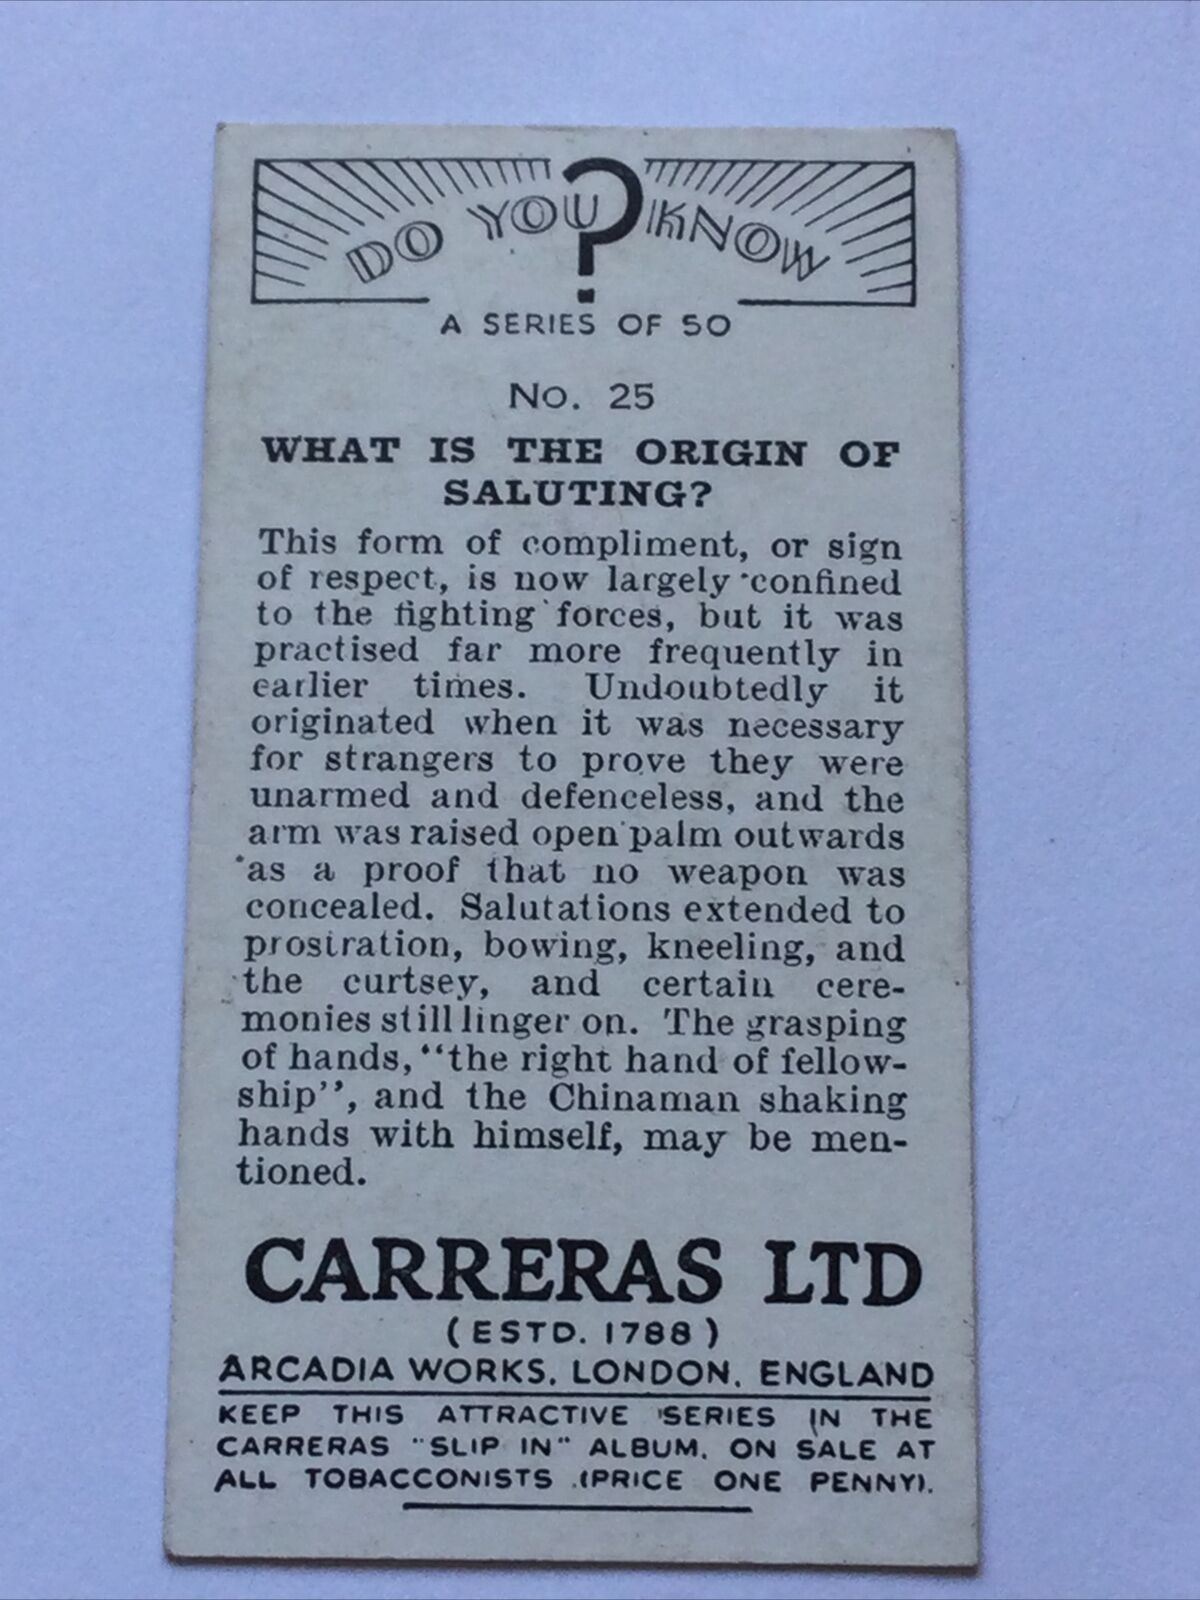 DO YOU ? KNOW
A SERIES OF 50
No. 25
WHAT IS THE ORIGIN OF
SALUTING?
This form of compliment, or sign
of respect, is now largely confined
to the fighting forces, but it was
practised far more frequently in
earlier times. Undoubtedly it
originated when it was necessary
for strangers to prove they were
unarmed and defenceless, and the
arm was raised open palm outwards
as a proof that no weapon was
concealed. Salutations extended to
prostration, bowing, kneeling, and
the curtsey, and certain cere-
monies still linger on. The grasping
of hands, "the right hand of fellow-
ship", and the Chinaman shaking
hands with himself, may be men-
tioned.
CARRERAS LTD
(ESTD. 1788)
ARCADIA WORKS, LONDON, ENGLAND
KEEP THIS ATTRACTIVE SERIES IN THE
CARRERAS "SLIP IN" ALBUM, ON SALE AT
ALL TOBACCONISTS (PRICE ONE PENNY).